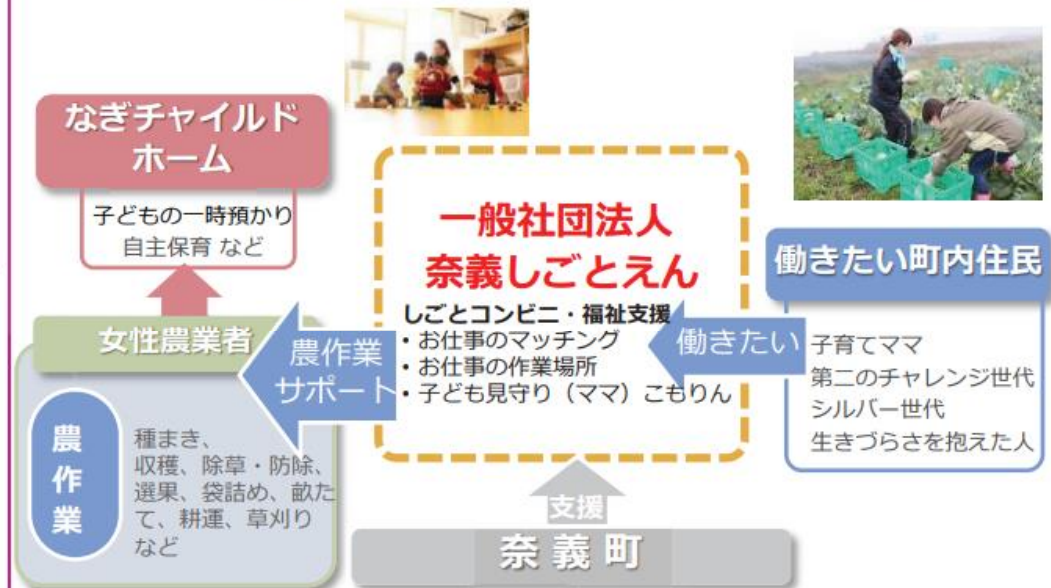 なぎチャイルド
ホーム
子どもの一時預かり
自主保育 など
女性農業者
農
作
業
種まき、
収穫、除草・防除、
選果、袋詰め、畝た
て、耕運、草刈り
など
農作業
サポート
一般社団法人
奈義しごとえん
しごとコンビニ・福祉支援
・お仕事のマッチング
・お仕事の作業場所
・子ども見守り（ママ）こもりん
働きたい
働きたい町内住民
子育てママ
第二のチャレンジ世代
シルバー世代
生きづらさを抱えた人
支援
奈義町